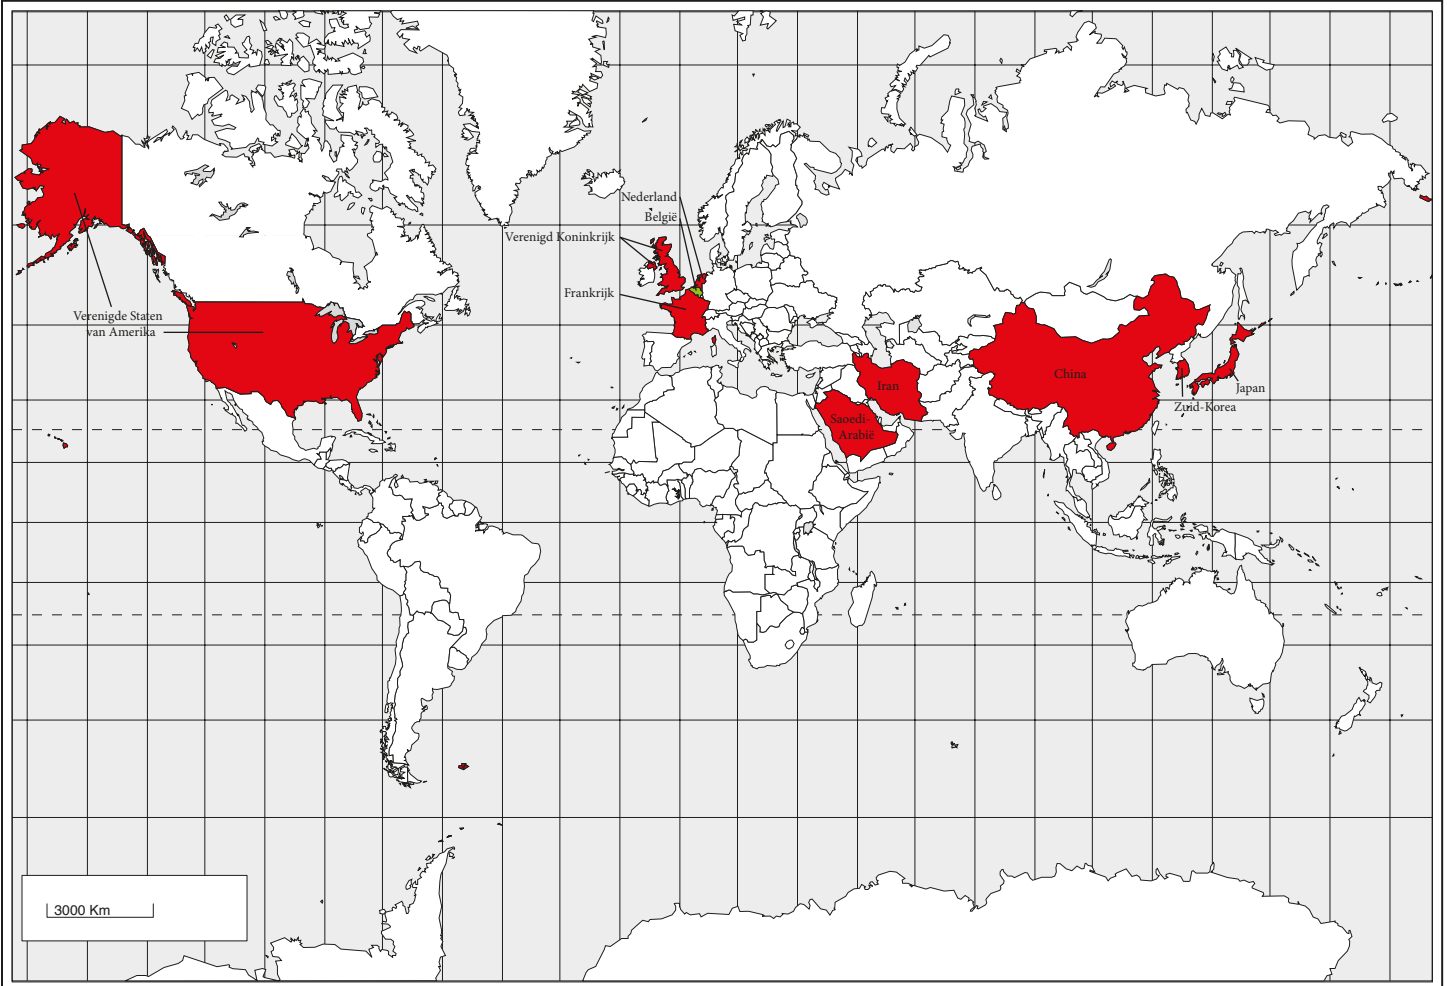 Nederland
België
Verenigd Koninkrijk
Frankrijk
Verenigde Staten
van Amerika
China
Iran
Japan
Zuid-Korea
Saoedi-
Arabië
3000 Km